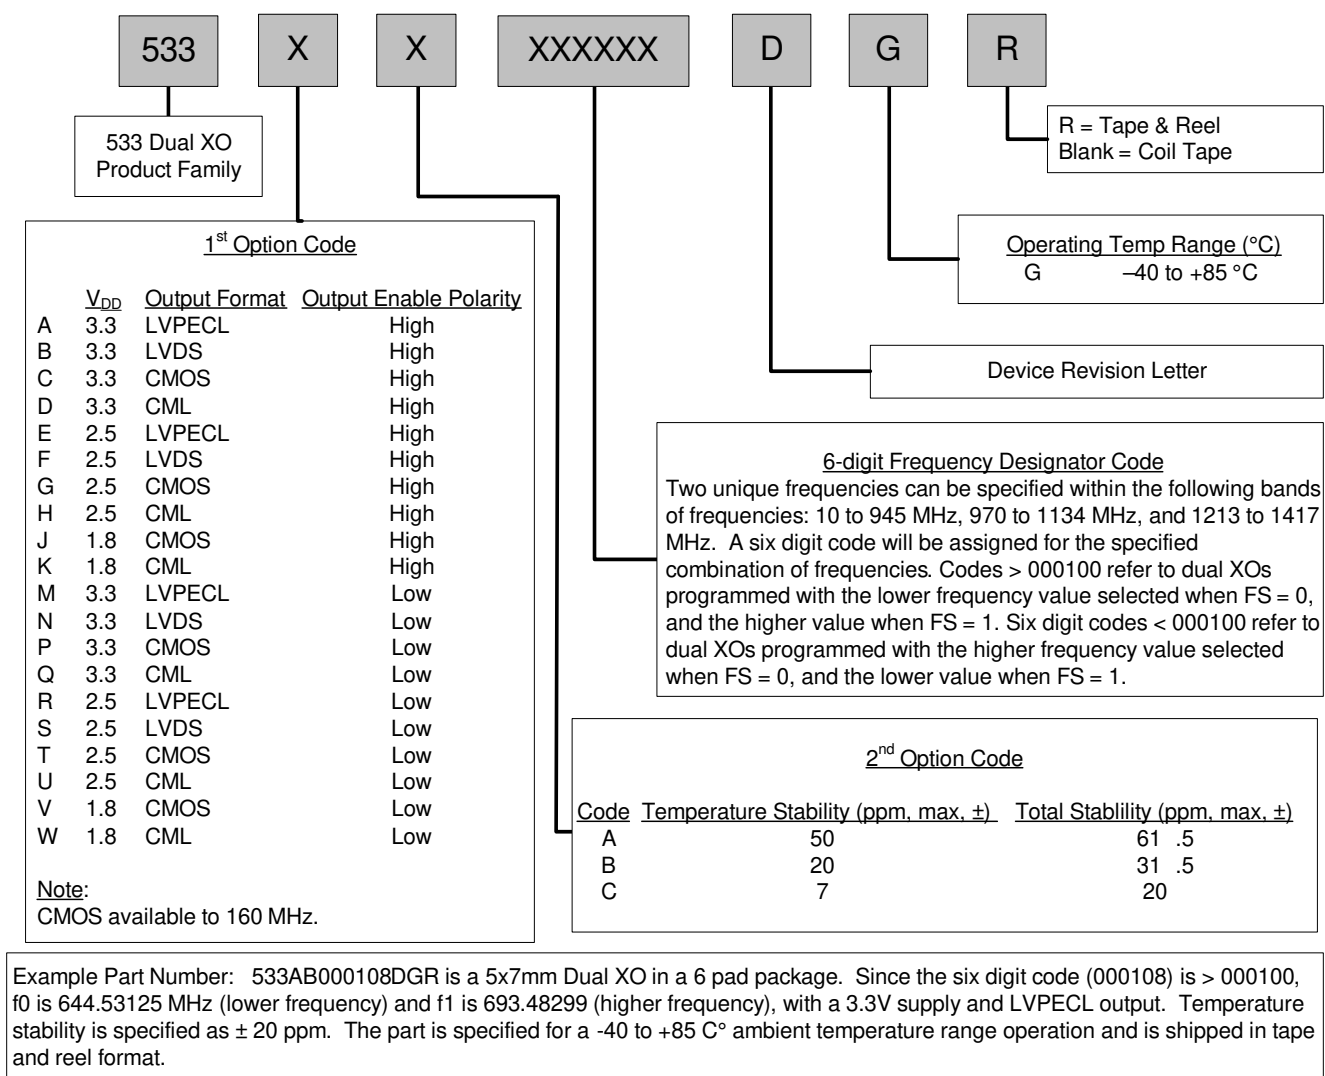 533 X X XXXXXX D G R
533 Dual XO
Product Family
R = Tape & Reel
Blank = Coil Tape
Operating Temp Range (°C)
G –40 to +85 °C
Device Revision Letter
1st Option Code
VDD Output Format Output Enable Polarity
A 3.3 LVPECL High
B 3.3 LVDS High
C 3.3 CMOS High
D 3.3 CML High
E 2.5 LVPECL High
F 2.5 LVDS High
G 2.5 CMOS High
H 2.5 CML High
J 1.8 CMOS High
K 1.8 CML High
M 3.3 LVPECL Low
N 3.3 LVDS Low
P 3.3 CMOS Low
Q 3.3 CML Low
R 2.5 LVPECL Low
S 2.5 LVDS Low
T 2.5 CMOS Low
U 2.5 CML Low
V 1.8 CMOS Low
W 1.8 CML Low
Note:
CMOS available to 160 MHz.
6-digit Frequency Designator Code
Two unique frequencies can be specified within the following bands
of frequencies: 10 to 945 MHz, 970 to 1134 MHz, and 1213 to 1417
MHz. A six digit code will be assigned for the specified
combination of frequencies. Codes > 000100 refer to dual XOs
programmed with the lower frequency value selected when FS = 0,
and the higher value when FS = 1. Six digit codes < 000100 refer to
dual XOs programmed with the higher frequency value selected
when FS = 0, and the lower value when FS = 1.
2nd Option Code
Code Temperature Stability (ppm, max, ±) Total Stablility (ppm, max, ±)
A 50 61 .5
B 20 31 .5
C 7 20
Example Part Number: 533AB000108DGR is a 5x7mm Dual XO in a 6 pad package. Since the six digit code (000108) is > 000100,
f0 is 644.53125 MHz (lower frequency) and f1 is 693.48299 (higher frequency), with a 3.3V supply and LVPECL output. Temperature
stability is specified as ± 20 ppm. The part is specified for a -40 to +85 C° ambient temperature range operation and is shipped in tape
and reel format.